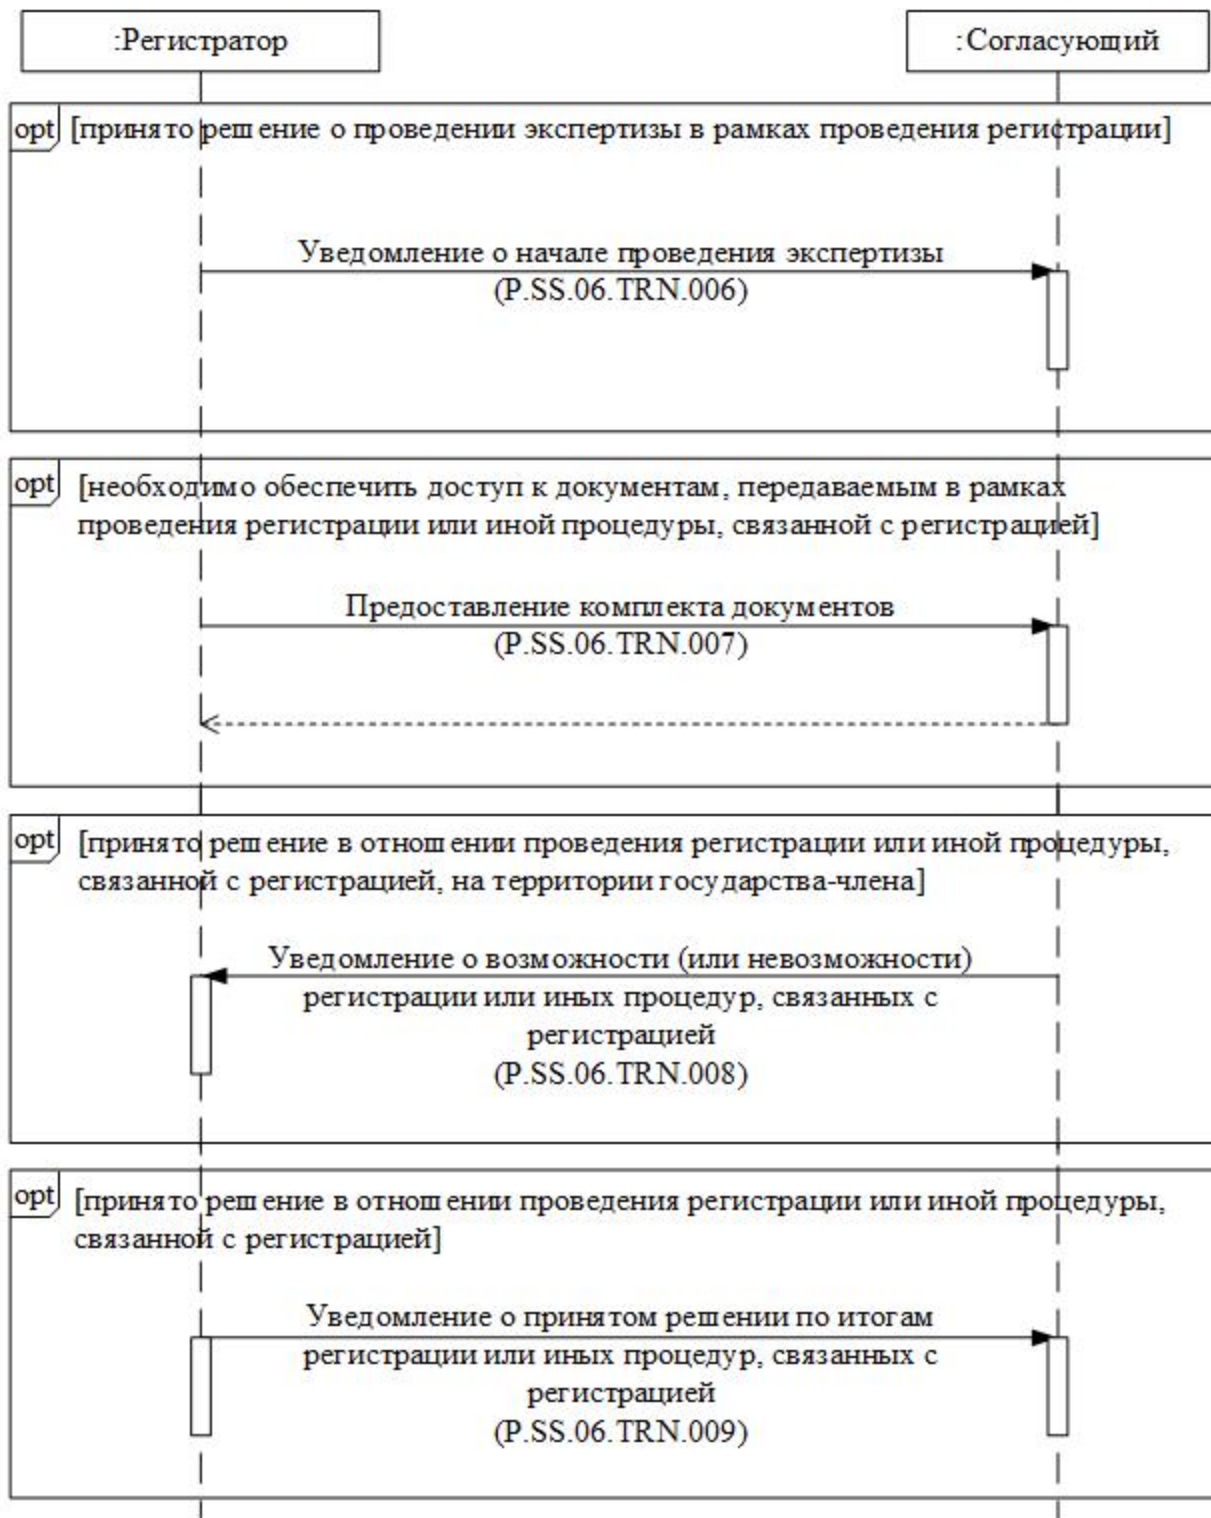 :Регистратор
:Согласующий
opt
[принято решение о проведении экспертизы в рамках проведения регистрации]
Уведомление о начале проведения экспертизы
(P.SS.06.TRN.006)
opt
[необходимо обеспечить доступ к документам, передаваемым в рамках
проведения регистрации или иной процедуры, связанной с регистрацией]
Предоставление комплекта документов
(P.SS.06.TRN.007)
opt
[принято решение в отношении проведения регистрации или иной процедуры,
связанной с регистрацией, на территории государства-члена]
Уведомление о возможности (или невозможности)
регистрации или иных процедур, связанных с
регистрацией
(P.SS.06.TRN.008)
opt
[принято решение в отношении проведения регистрации или иной процедуры,
связанной с регистрацией]
Уведомление о принятом решении по итогам
регистрации или иных процедур, связанных с
регистрацией
(P.SS.06.TRN.009)